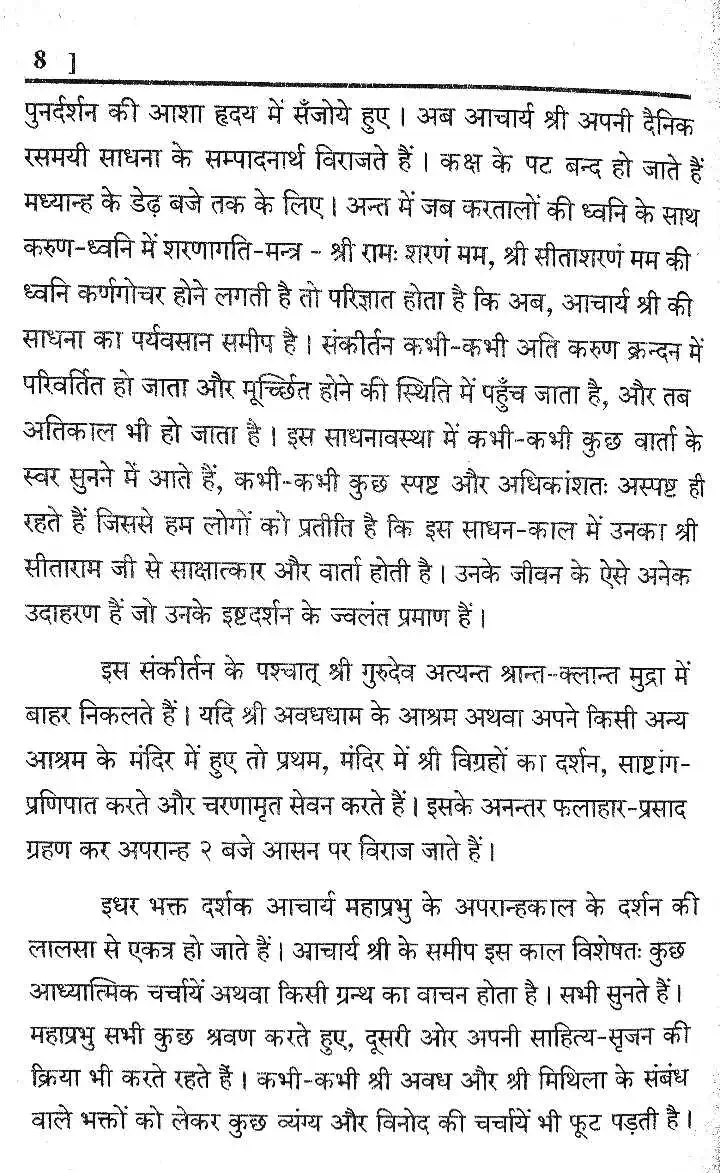 8 ]
पुनर्दर्शन की आशा हृदय में सँजोये हुए । अब आचार्य श्री अपनी दैनिक
रसमयी साधना के सम्पादनार्थ विराजते हैं । कक्ष के पट बन्द हो जाते हैं
मध्यान्ह के डेढ़ बजे तक के लिए । अन्त में जब करतालों की ध्वनि के साथ
करुण-ध्वनि में शरणागति-मन्त्र - श्री रामः शरणं मम, श्री सीताशरणं मम की
ध्वनि कर्णगोचर होने लगती है तो परिज्ञात होता है कि अब, आचार्य श्री की
साधना का पर्यवसान समीप है । संकीर्तन कभी-कभी अति करुण क्रन्दन में
परिवर्तित हो जाता और मूर्च्छित होने की स्थिति में पहुँच जाता है, और तब
अतिकाल भी हो जाता है । इस साधनावस्था में कभी-कभी कुछ वार्ता के
स्वर सुनने में आते हैं, कभी-कभी कुछ स्पष्ट और अधिकांशतः अस्पष्ट ही
रहते हैं जिससे हम लोगों को प्रतीति है कि इस साधन-काल में उनका श्री
सीताराम जी से साक्षात्कार और वार्ता होती है । उनके जीवन के ऐसे अनेक
उदाहरण हैं जो उनके इष्टदर्शन के ज्वलंत प्रमाण हैं ।
इस संकीर्तन के पश्चात् श्री गुरुदेव अत्यन्त श्रान्त-क्लान्त मुद्रा में
बाहर निकलते हैं । यदि श्री अवधधाम के आश्रम अथवा अपने किसी अन्य
आश्रम के मंदिर में हुए तो प्रथम, मंदिर में श्री विग्रहों का दर्शन, साष्टांग-
प्रणिपात करते और चरणामृत सेवन करते हैं । इसके अनन्तर फलाहार-प्रसाद
ग्रहण कर अपरान्ह २ बजे आसन पर विराज जाते हैं ।
इधर भक्त दर्शक आचार्य महाप्रभु के अपरान्हकाल के दर्शन की
लालसा से एकत्र हो जाते हैं । आचार्य श्री के समीप इस काल विशेषतः कुछ
आध्यात्मिक चर्चायें अथवा किसी ग्रन्थ का वाचन होता है । सभी सुनते हैं ।
महाप्रभु सभी कुछ श्रवण करते हुए, दूसरी ओर अपनी साहित्य-सृजन की
क्रिया भी करते रहते हैं । कभी-कभी श्री अवध और श्री मिथिला के संबंध
वाले भक्तों को लेकर कुछ व्यंग्य और विनोद की चर्चायें भी फूट पड़ती है ।